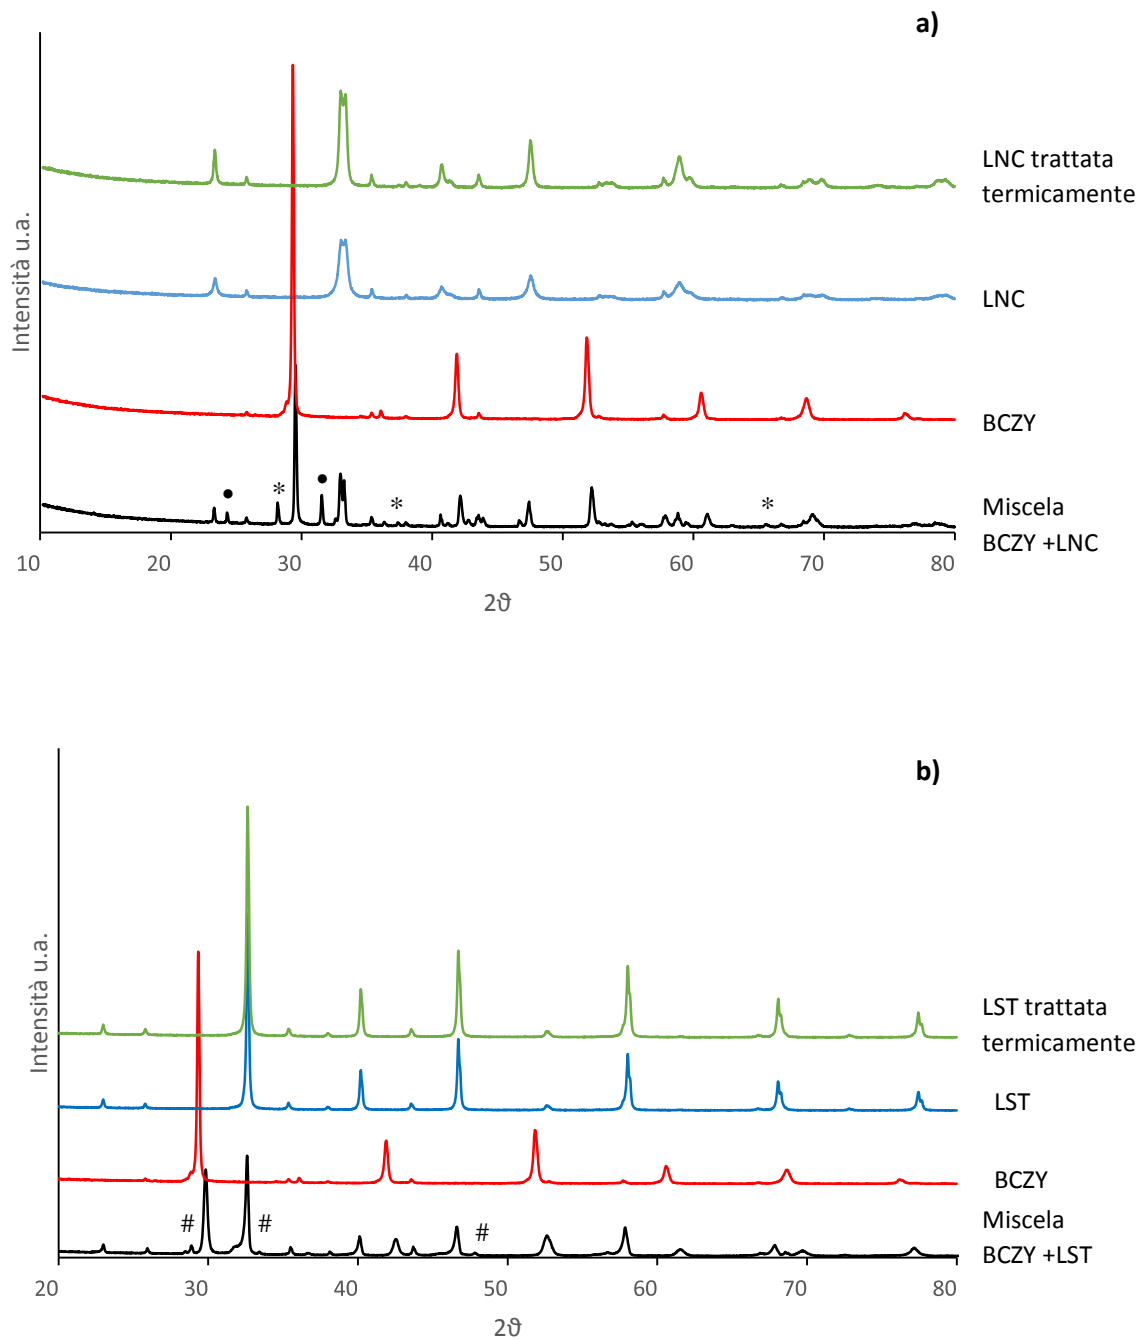 a)
Intensità u.a.
LNC trattata
termicamente
LNC
BCZY
● * ● * *
Miscela
BCZY +LNC
10 20 30 40 50 60 70 80
2ϑ
b)
Intensità u.a.
LST trattata
termicamente
LST
BCZY
# # #
Miscela
BCZY +LST
20 30 40 50 60 70 80
2ϑ